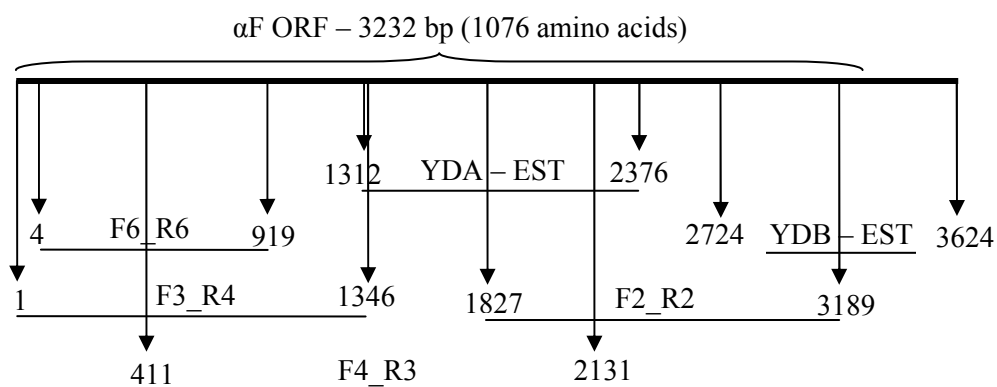 αF ORF – 3232 bp (1076 amino acids)
1312 YDA – EST 2376
4 F6_R6 919 2724 YDB – EST 3624
1 F3_R4 1346 1827 F2_R2 3189
411 F4_R3 2131